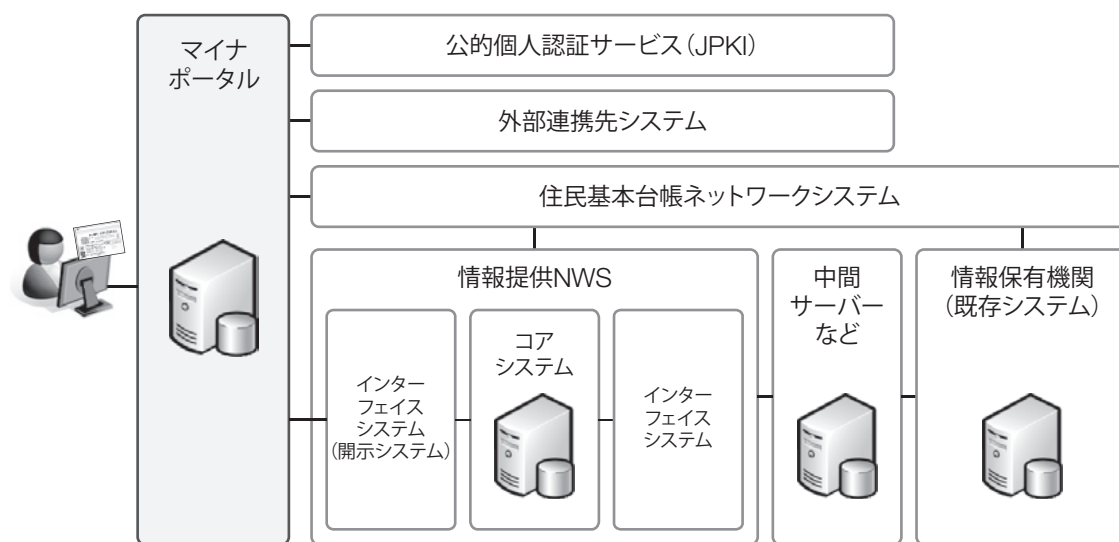 マイナ
ポータル
公的個人認証サービス（JPKI）
外部連携先システム
住民基本台帳ネットワークシステム
情報提供NWS
インター
フェイス
システム
（開示システム）
コア
システム
インター
フェイス
システム
中間
サーバー
など
情報保有機関
（既存システム）